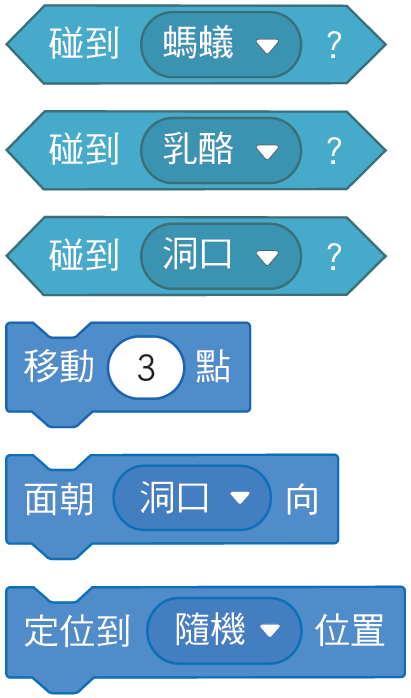 碰到 螞蟻 ?
碰到 乳酪 ?
碰到 洞口 ?
移動 3 點
面朝 洞口 向
定位到 隨機 位置